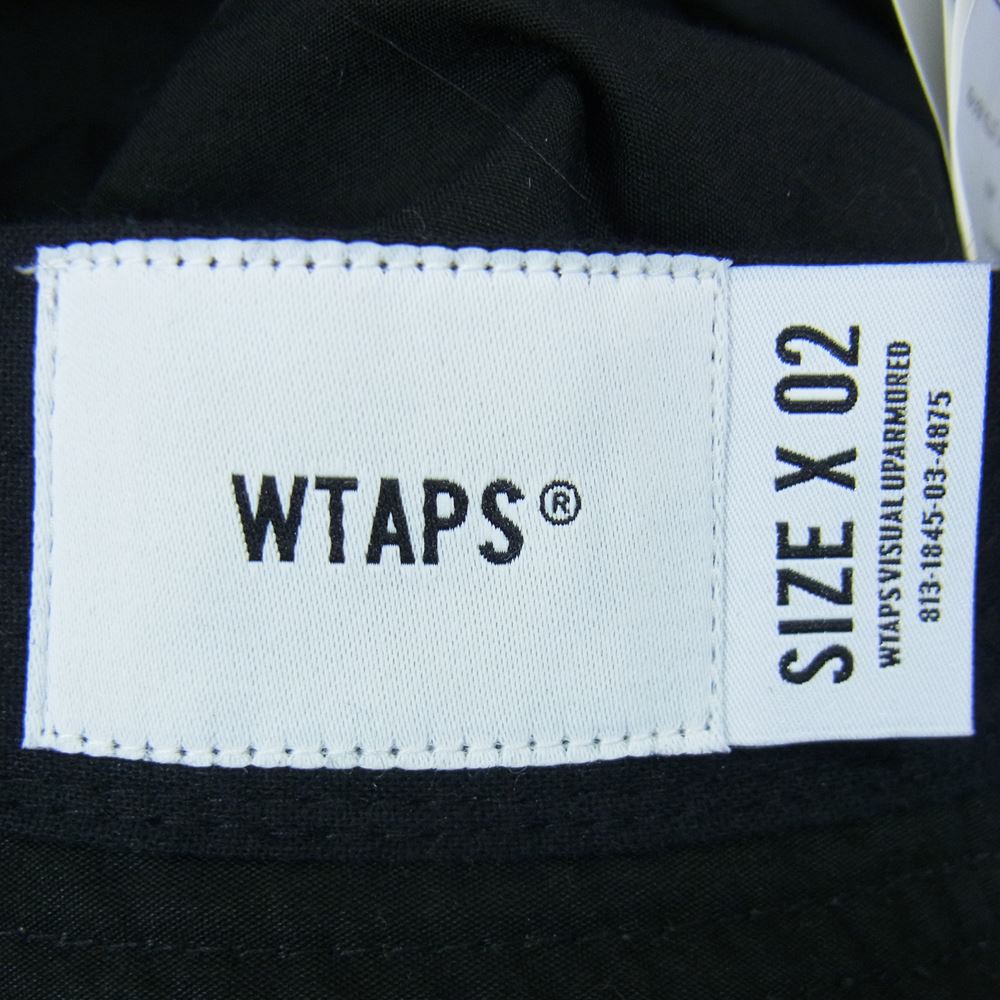 WTAPS®
SIZE X 02
WTAPS VISUAL UPARMORED
813-1845-03-4875